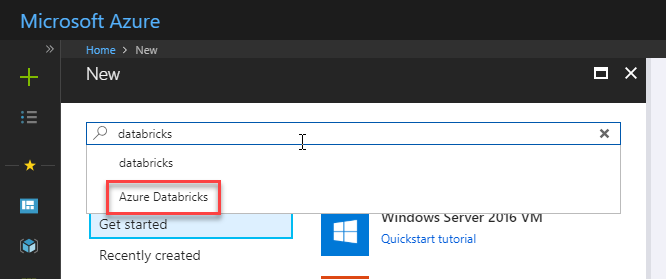 Microsoft Azure
Home > New
New
databricks
databricks
Azure Databricks
Get started
Windows Server 2016 VM
Quickstart tutorial
Recently created